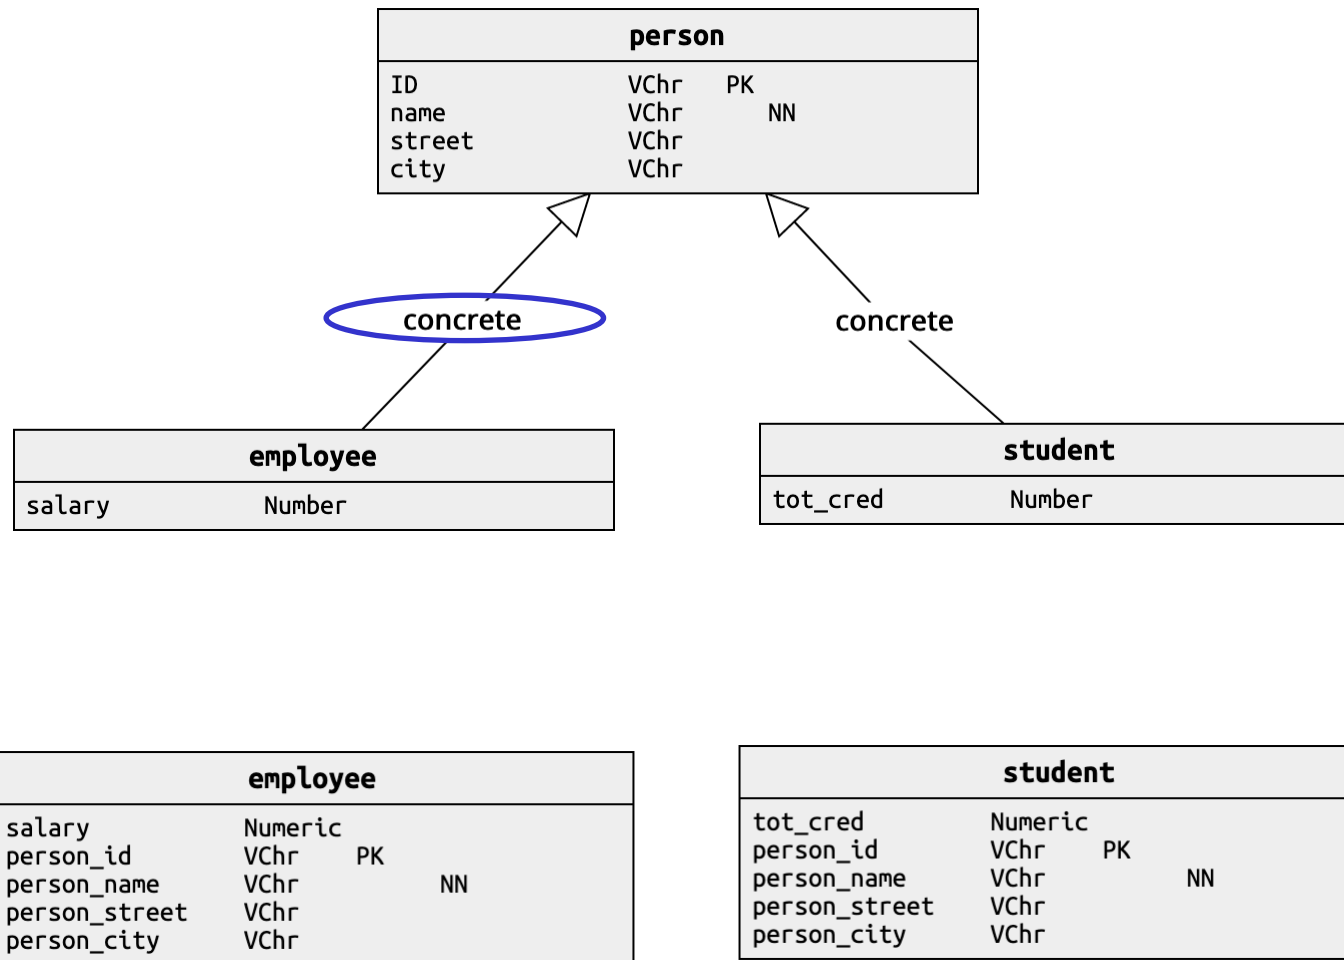 person
ID VChr PK
name VChr NN
street VChr
city VChr
concrete
concrete
employee
salary Number
student
tot_cred Number
employee
salary Numeric
person_id VChr PK
person_name VChr NN
person_street VChr
person_city VChr
student
tot_cred Numeric
person_id VChr PK
person_name VChr NN
person_street VChr
person_city VChr